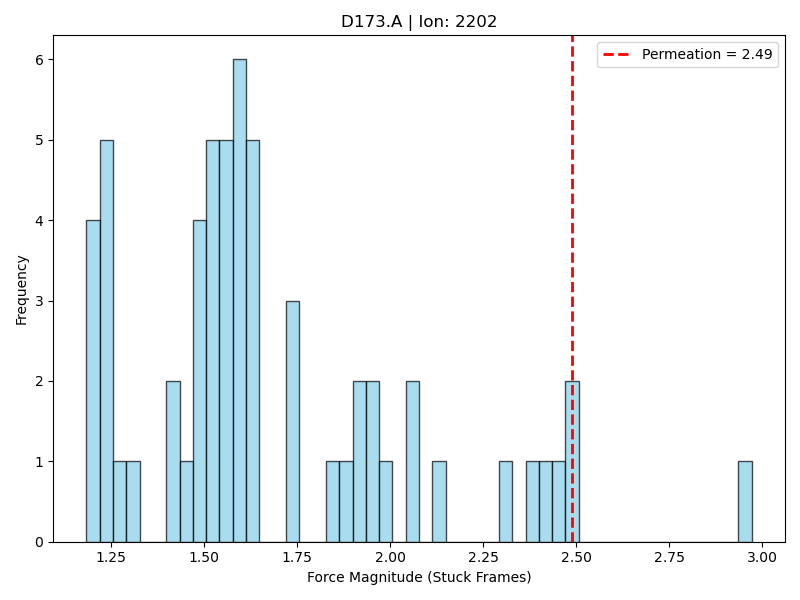 D173.A | Ion: 2202
Permeation = 2.49
Frequency
6
5
4
3
2
1
0
1.25 1.50 1.75 2.00 2.25 2.50 2.75 3.00
Force Magnitude (Stuck Frames)